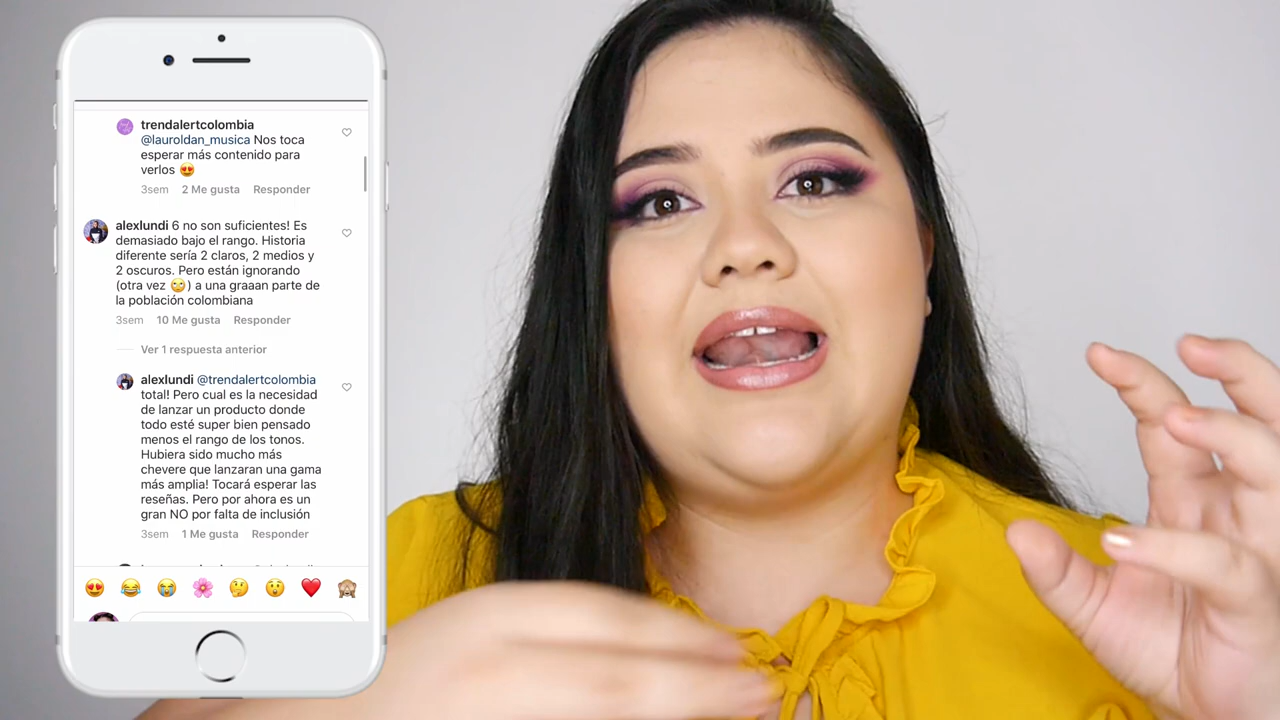 trendalertcolombia
@lauroldan_musica Nos toca
esperar más contenido para
verlos 😍
3sem 2 Me gusta Responder
alexlundi 6 no son suficientes! Es
demasiado bajo el rango. Historia
diferente sería 2 claros, 2 medios y
2 oscuros. Pero están ignorando
(otra vez 🙄) a una graaan parte de
la población colombiana
3sem 10 Me gusta Responder
Ver 1 respuesta anterior
alexlundi @trendalertcolombia
total! Pero cual es la necesidad
de lanzar un producto donde
todo esté super bien pensado
menos el rango de los tonos.
Hubiera sido mucho más
chevere que lanzaran una gama
más amplia! Tocará esperar las
reseñas. Pero por ahora es un
gran NO por falta de inclusión
3sem 1 Me gusta Responder